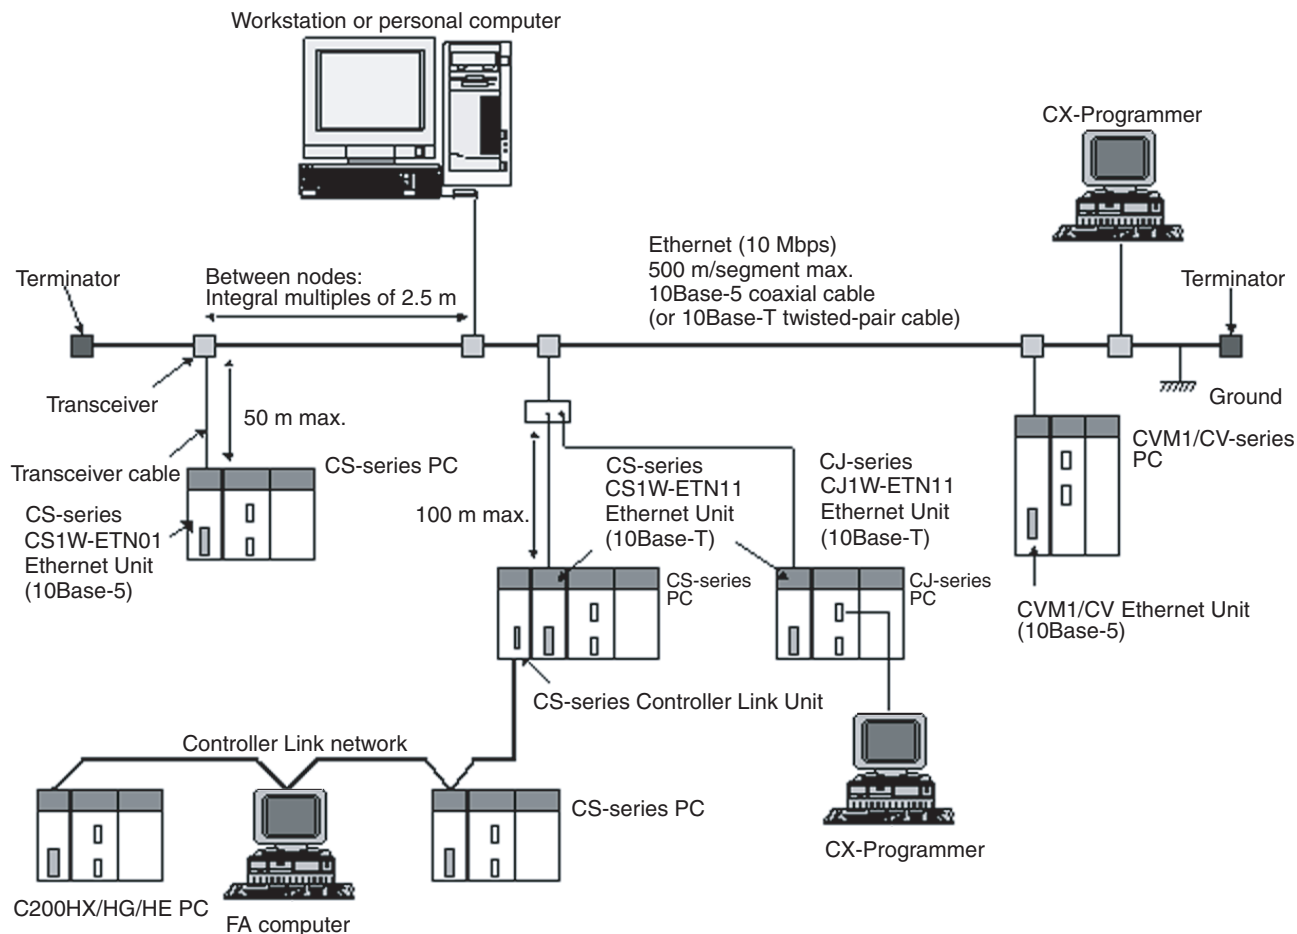 Workstation or personal computer
CX-Programmer
Ethernet (10 Mbps)
500 m/segment max.
10Base-5 coaxial cable
(or 10Base-T twisted-pair cable)
Terminator
Between nodes:
Integral multiples of 2.5 m
Terminator
Transceiver
50 m max.
Ground
Transceiver cable
CS-series PC
CS-series
CS1W-ETN01
Ethernet Unit
(10Base-5)
100 m max.
CS-series
CS1W-ETN11
Ethernet Unit
(10Base-T)
CJ-series
CJ1W-ETN11
Ethernet Unit
(10Base-T)
CVM1/CV-series
PC
CS-series
PC
CJ-series
PC
CVM1/CV Ethernet Unit
(10Base-5)
CS-series Controller Link Unit
Controller Link network
CS-series PC
CX-Programmer
C200HX/HG/HE PC
FA computer